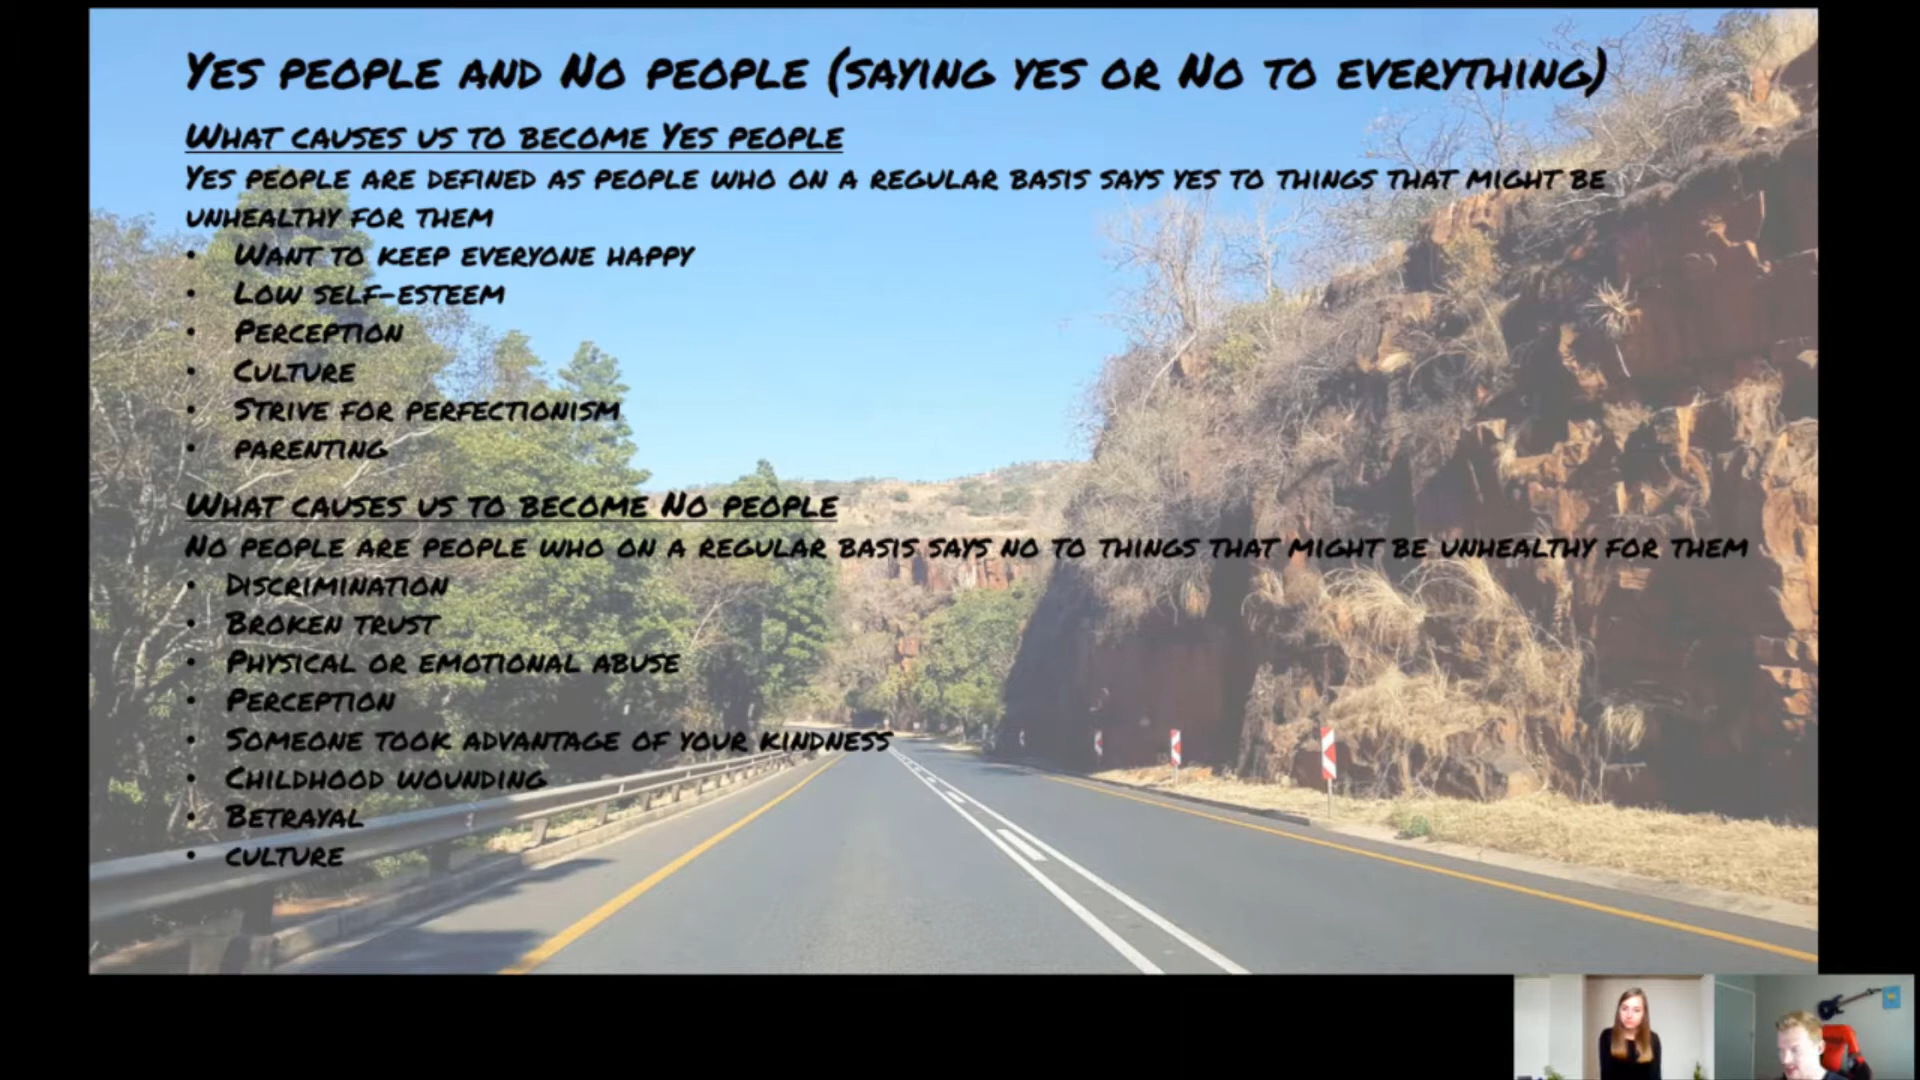 Yes people and No people (saying yes or No to everything)
What causes us to become Yes people
Yes people are defined as people who on a regular basis says yes to things that might be
unhealthy for them
• Want to keep everyone happy
• Low self-esteem
• Perception
• Culture
• Strive for perfectionism
• parenting
What causes us to become No people
No people are people who on a regular basis says no to things that might be unhealthy for them
• Discrimination
• Broken trust
• Physical or emotional abuse
• Perception
• Someone took advantage of your kindness
• Childhood wounding
• Betrayal
• culture